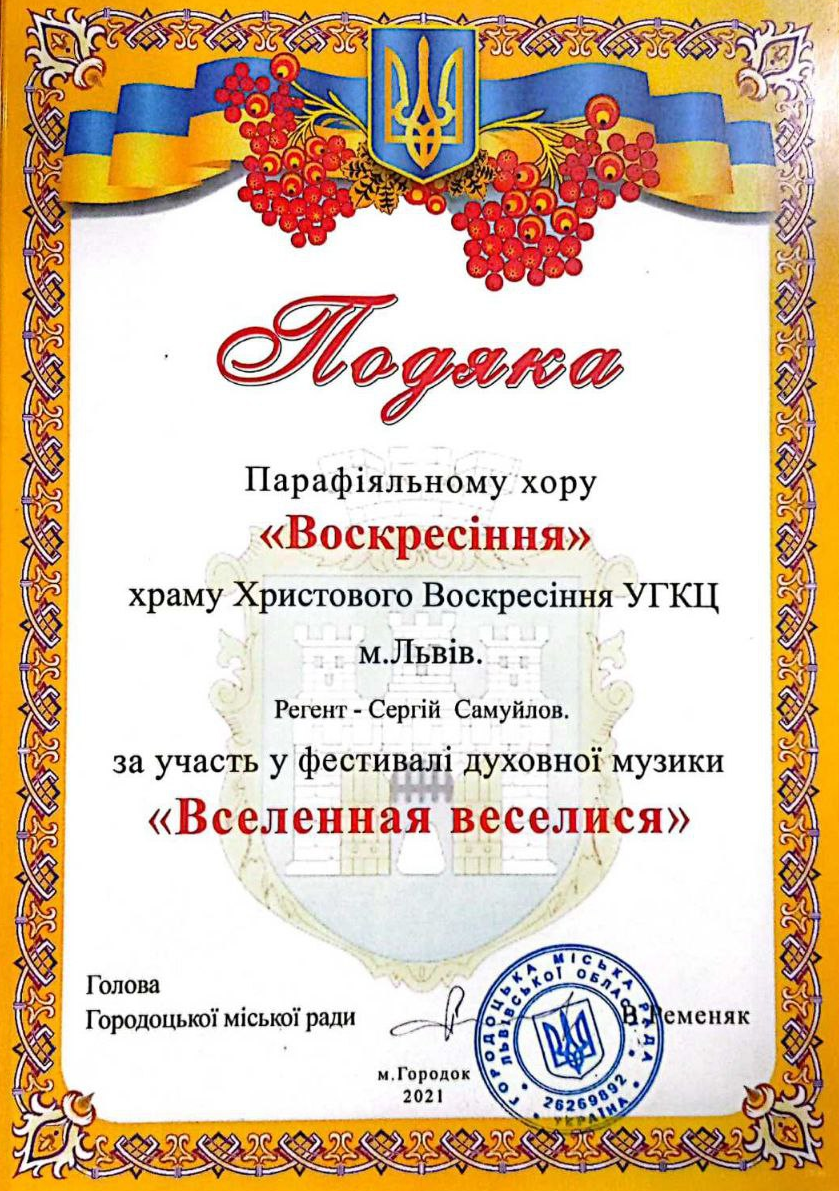 Подяка
Парафіяльному хору
«Воскресіння»
храму Христового Воскресіння УГКЦ
м.Львів.
Регент - Сергій Самуйлов.
за участь у фестивалі духовної музики
«Вселенная веселися»
Голова
Городоцької міської ради
В.Ременяк
м.Городок
2021
ГОРОДОЦЬКА МІСЬКА РАДА
ЛЬВІВСЬКОЇ ОБЛАСТІ
26269892
УКРАЇНА